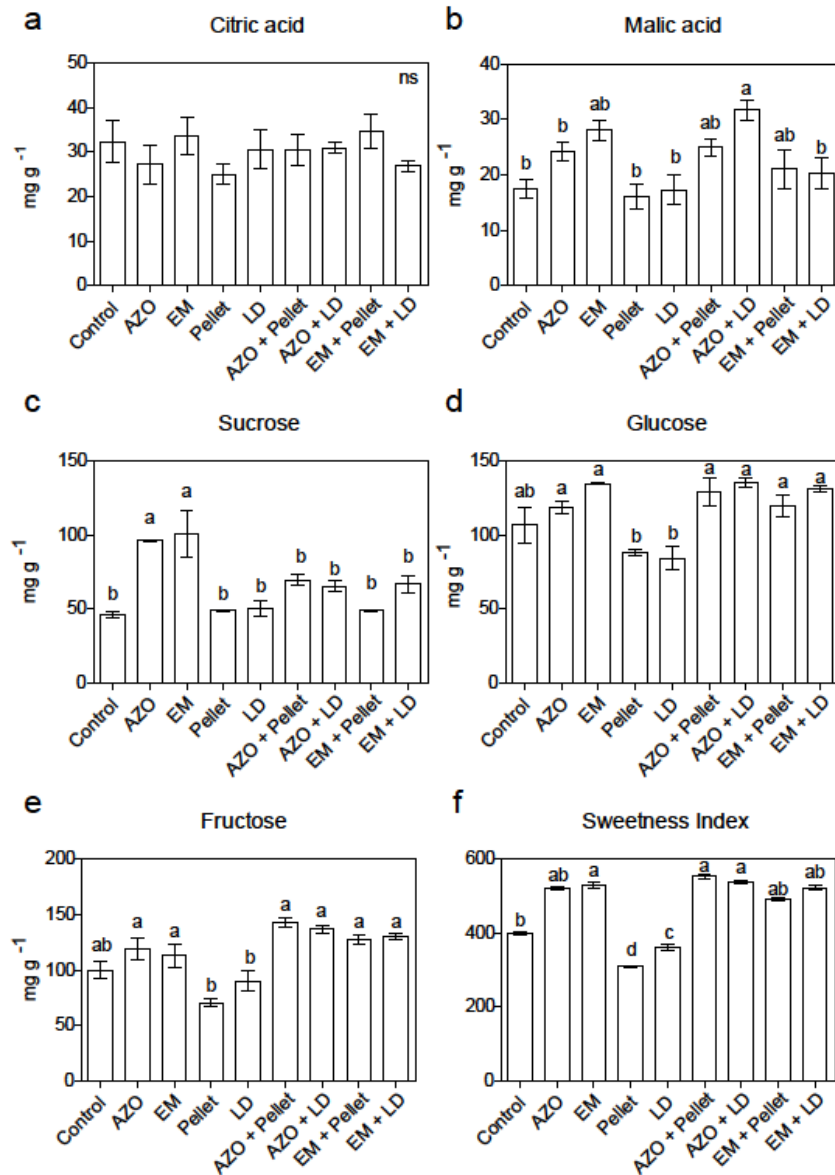 a
Citric acid
ns
mg g -1
50
40
30
20
10
0
Control
AZO
EM
Pellet
LD
AZO + Pellet
AZO + LD
EM + Pellet
EM + LD
b
Malic acid
mg g -1
40
30
20
10
0
b
b
ab
b
b
ab
a
ab
b
Control
AZO
EM
Pellet
LD
AZO + Pellet
AZO + LD
EM + Pellet
EM + LD
c
Sucrose
mg g -1
150
100
50
0
b
a
a
b
b
b
b
b
b
Control
AZO
EM
Pellet
LD
AZO + Pellet
AZO + LD
EM + Pellet
EM + LD
d
Glucose
mg g -1
150
100
50
0
ab
a
a
b
b
a
a
a
a
Control
AZO
EM
Pellet
LD
AZO + Pellet
AZO + LD
EM + Pellet
EM + LD
e
Fructose
mg g -1
200
150
100
50
0
ab
a
a
b
b
a
a
a
a
Control
AZO
EM
Pellet
LD
AZO + Pellet
AZO + LD
EM + Pellet
EM + LD
f
Sweetness Index
600
400
200
0
b
ab
a
d
c
a
a
ab
ab
Control
AZO
EM
Pellet
LD
AZO + Pellet
AZO + LD
EM + Pellet
EM + LD